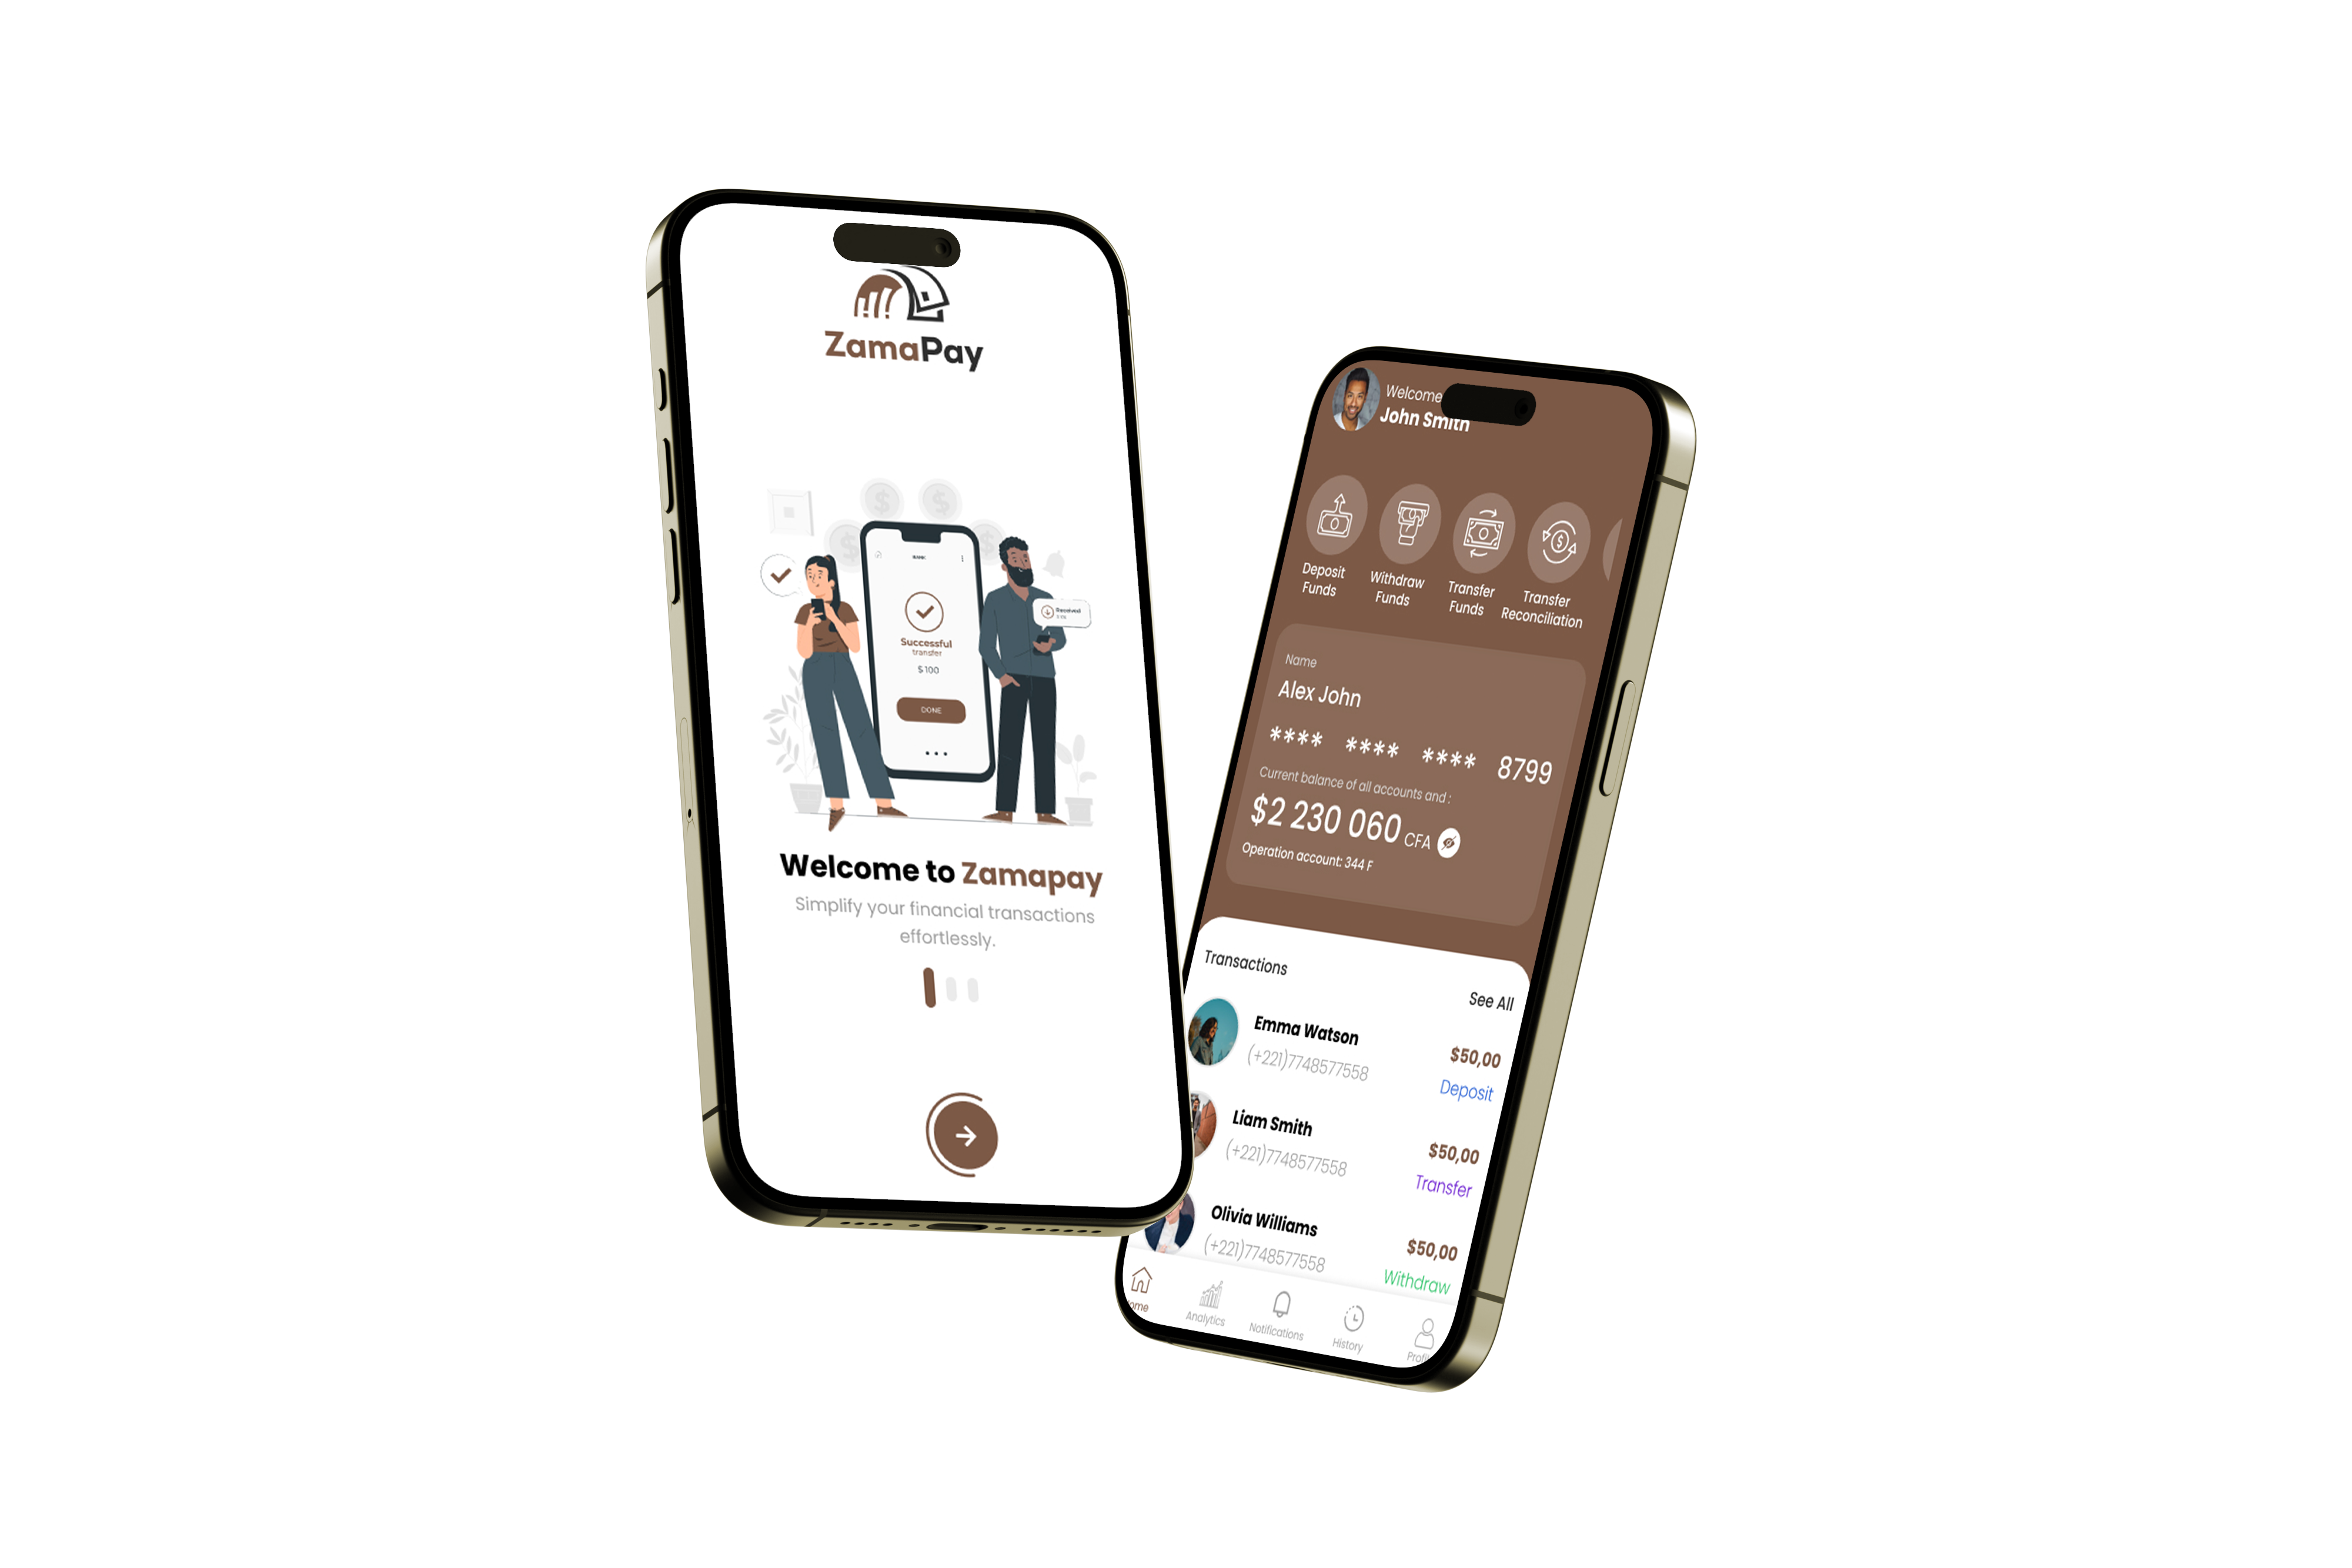 ZamaPay
BANK
Successful
transfer
$ 100
DONE
Received
Welcome to Zamapay
Simplify your financial transactions
effortlessly.
Welcome
John Smith
Deposit
Funds
Withdraw
Funds
Transfer
Funds
Transfer
Reconciliation
Name
Alex John
**** **** **** 8799
Current balance of all accounts and :
$2 230 060 CFA
Operation account: 344 F
Transactions
See All
Emma Watson
$50,00
(+221)7748577558
Deposit
Liam Smith
$50,00
(+221)7748577558
Transfer
Olivia Williams
$50,00
(+221)7748577558
Withdraw
Home
Analytics
Notifications
History
Profile